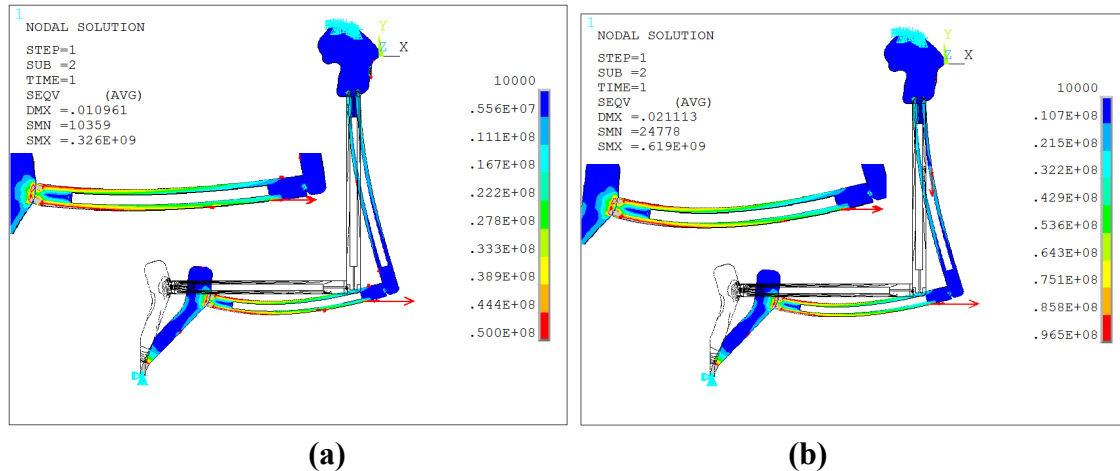 1
NODAL SOLUTION
STEP=1
SUB =2
TIME=1
SEQV (AVG)
DMX =.010961
SMN =10359
SMX =.326E+09
Y
Z X
10000
.556E+07
.111E+08
.167E+08
.222E+08
.278E+08
.333E+08
.389E+08
.444E+08
.500E+08
(a)
1
NODAL SOLUTION
STEP=1
SUB =2
TIME=1
SEQV (AVG)
DMX =.021113
SMN =24778
SMX =.619E+09
Y
Z X
10000
.107E+08
.215E+08
.322E+08
.429E+08
.536E+08
.643E+08
.751E+08
.858E+08
.965E+08
(b)